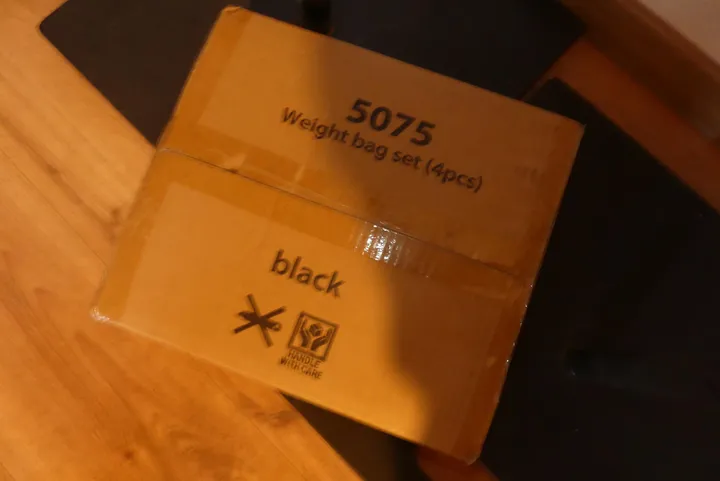 5075
Weight bag set (4pcs)
black
HANDLE
WITH CARE